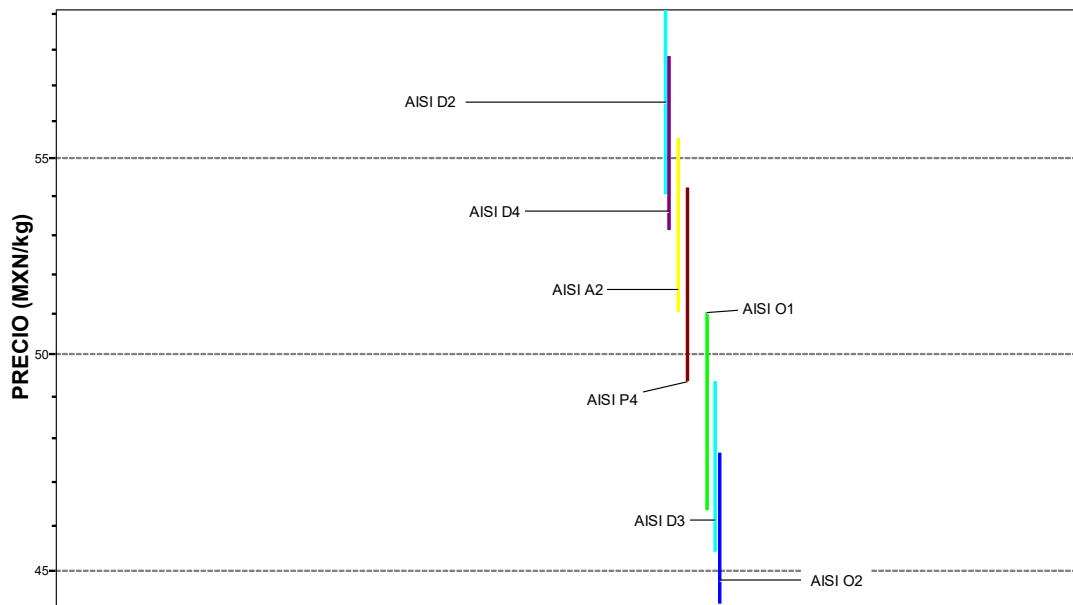 PRECIO (MXN/kg)
AISI D2
55
AISI D4
AISI A2
AISI O1
50
AISI P4
AISI D3
45
AISI O2